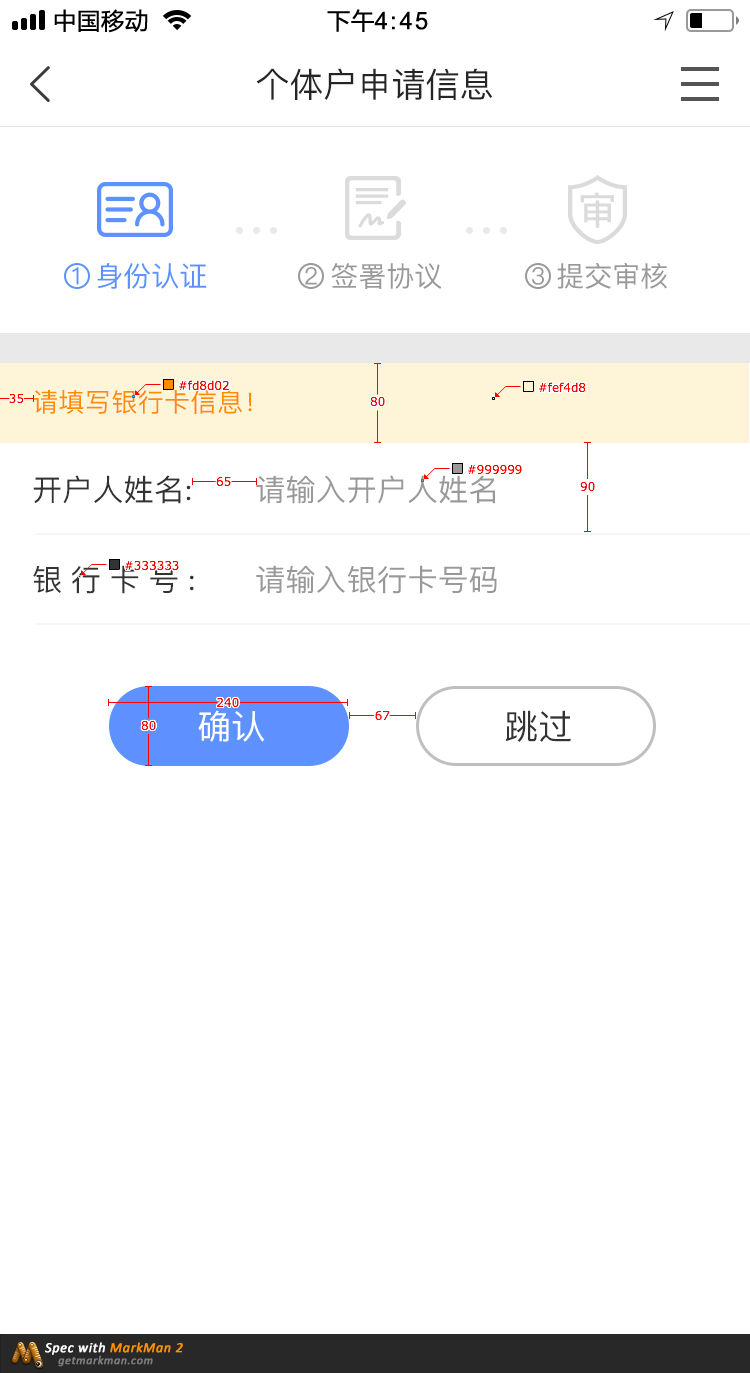 中国移动 下午4:45
个体户申请信息
审
① 身份认证 ... ② 签署协议 ... ③ 提交审核
#fd8d02 #fef4d8
35 请填写银行卡信息! 80
#999999
开户人姓名: 65 请输入开户人姓名 90
#333333
银行卡号: 请输入银行卡号码
240
80 确认 67 跳过
Spec with MarkMan 2
getmarkman.com